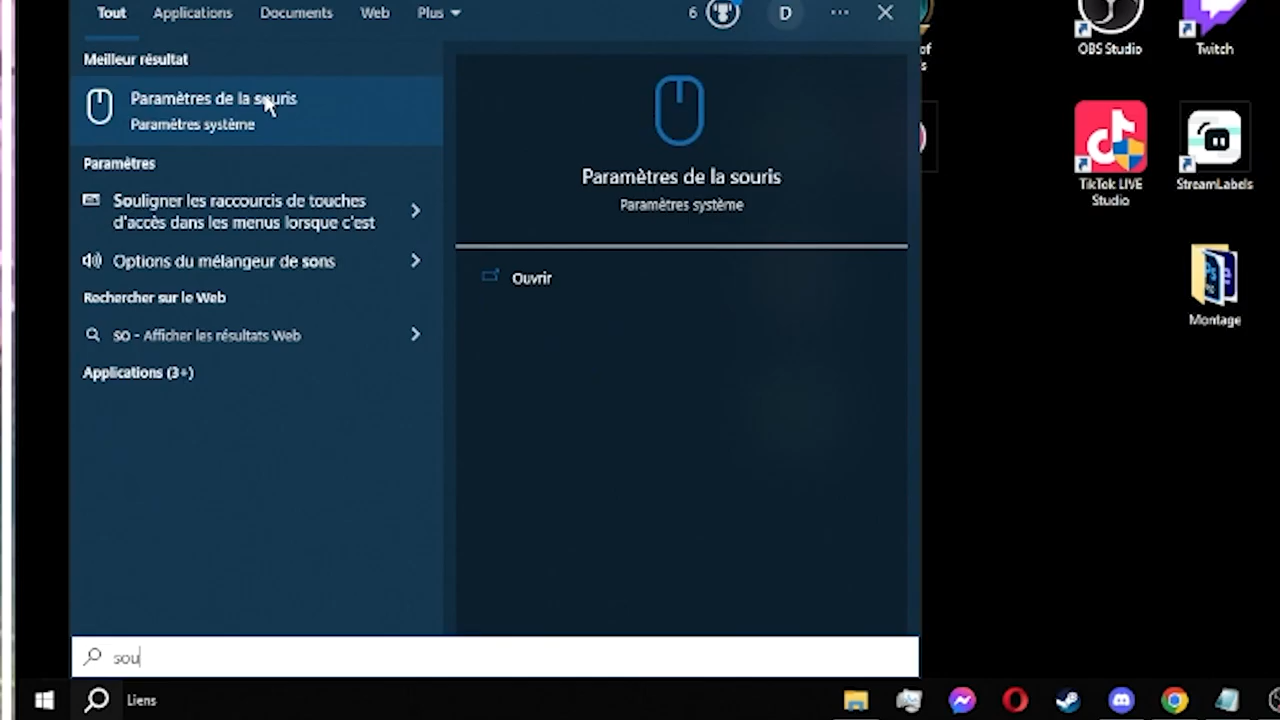 Tout Applications Documents Web Plus 6 D
Meilleur résultat
Paramètres de la souris
Paramètres système
Paramètres
Souligner les raccourcis de touches
d'accès dans les menus lorsque c'est
Options du mélangeur de sons
Rechercher sur le Web
so - Afficher les résultats Web
Applications (3+)
Paramètres de la souris
Paramètres système
Ouvrir
sou
Liens
of
s
OBS Studio
Twitch
TikTok LIVE
Studio
StreamLabels
Ps
Montage